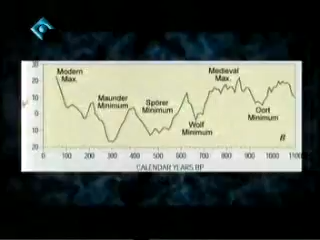 30
20
10
0
10
20
Modern
Max.
Maunder
Minimum
Spörer
Minimum
Wolf
Minimum
Medieval
Max.
Oort
Minimum
B
0 100 200 300 400 500 600 700 800 900 1000 1100
CALENDAR YEARS BP